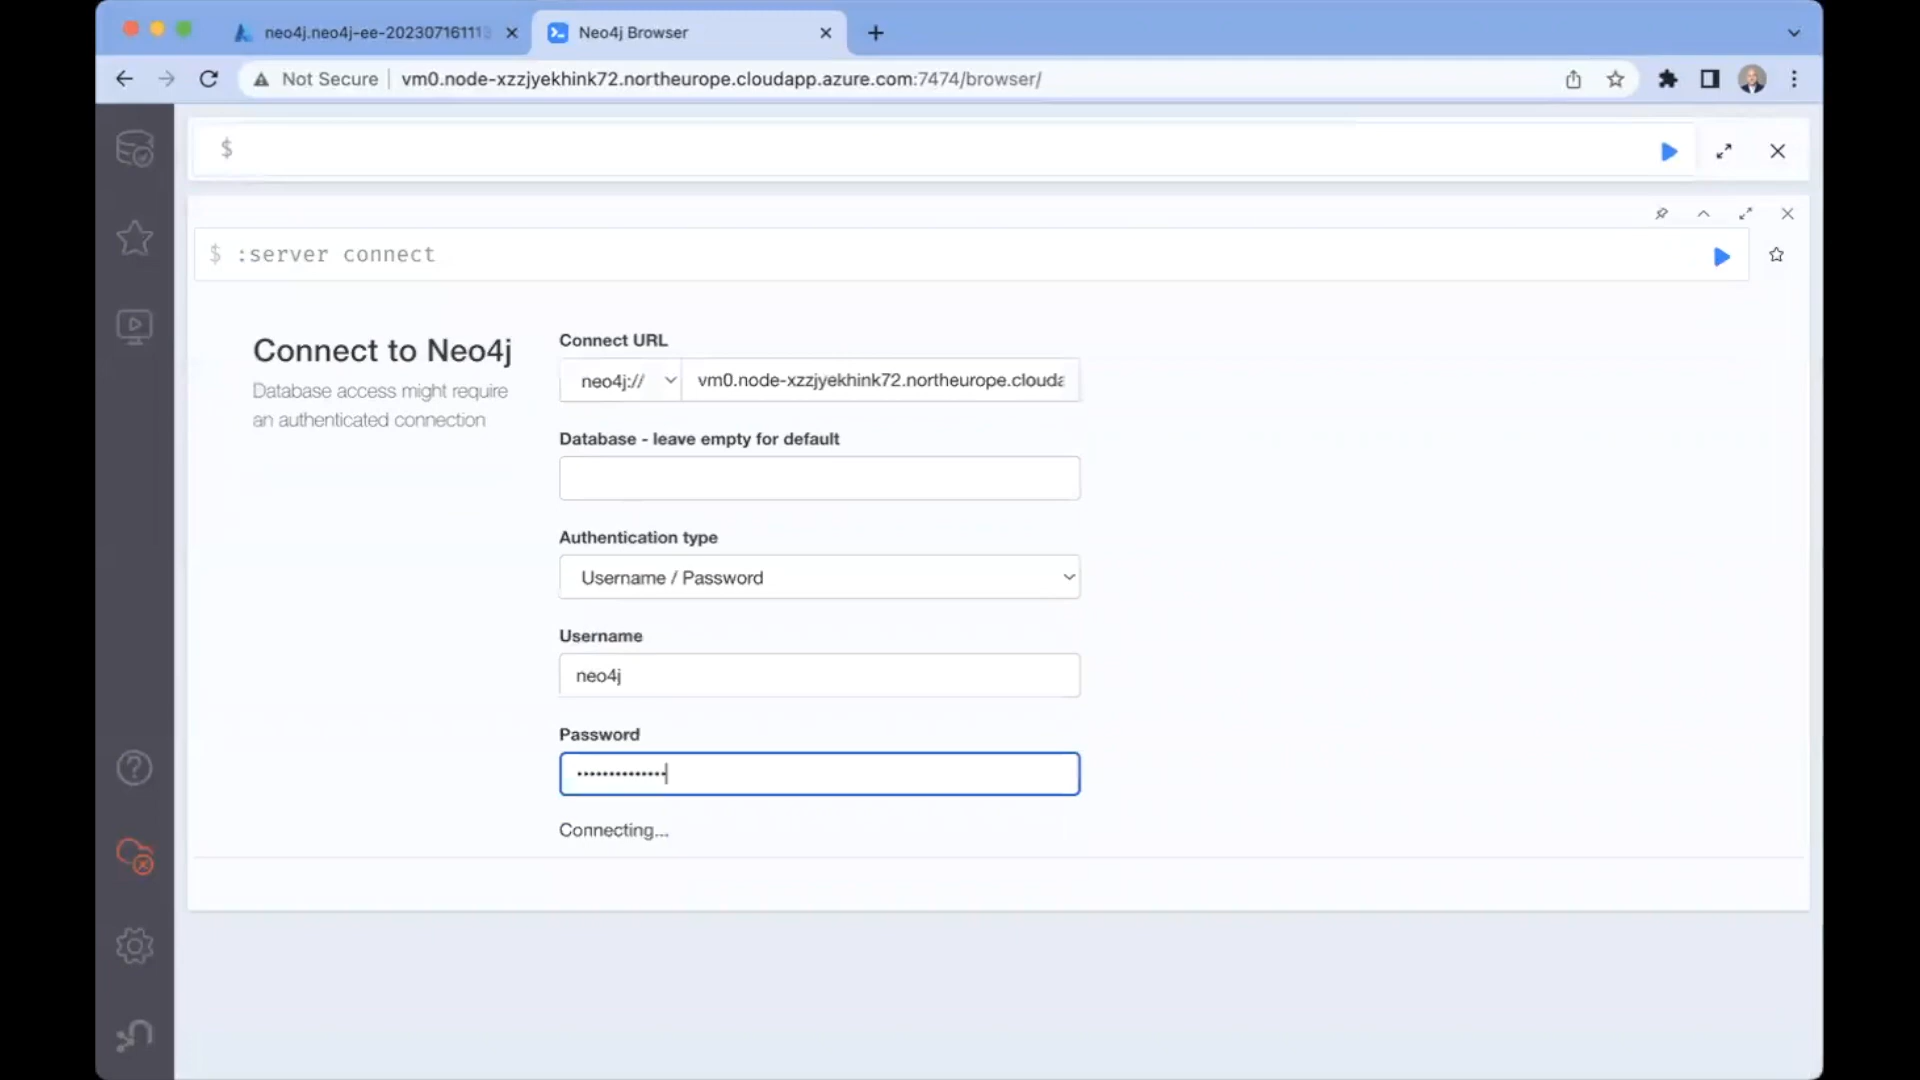 neo4j.neo4j-ee-20230716111
Neo4j Browser
Not Secure
vm0.node-xzzjyekhink72.northeurope.cloudapp.azure.com:7474/browser/
$
$ :server connect
Connect to Neo4j
Database access might require
an authenticated connection
Connect URL
neo4j://
vm0.node-xzzjyekhink72.northeurope.clouda
Database - leave empty for default
Authentication type
Username / Password
Username
neo4j
Password
••••••••••••••
Connecting...